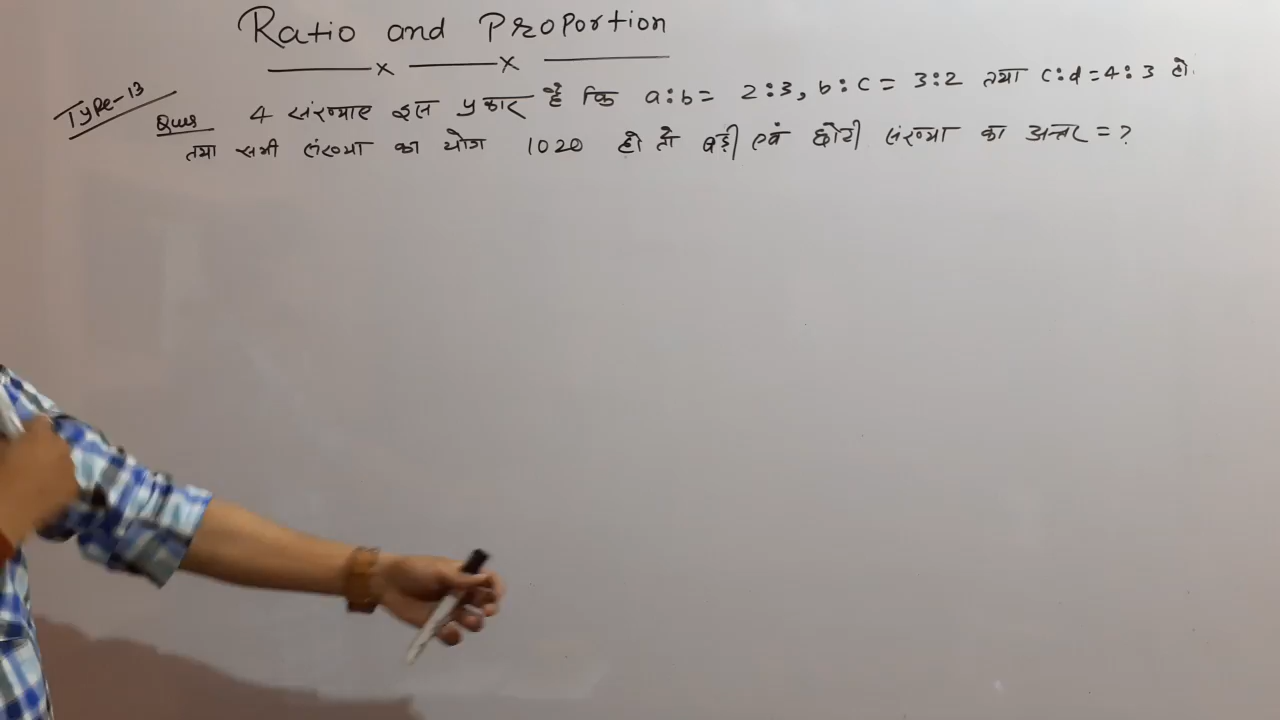 Ratio and Proportion
Type-13
Ques 4 संख्याए इस प्रकार है कि a:b= 2:3, b:c = 3:2 तथा c:d=4:3 हो.
तथा सभी संख्या का योग 1020 हो तो बड़ी एवं छोटी संख्या का अन्तर = ?